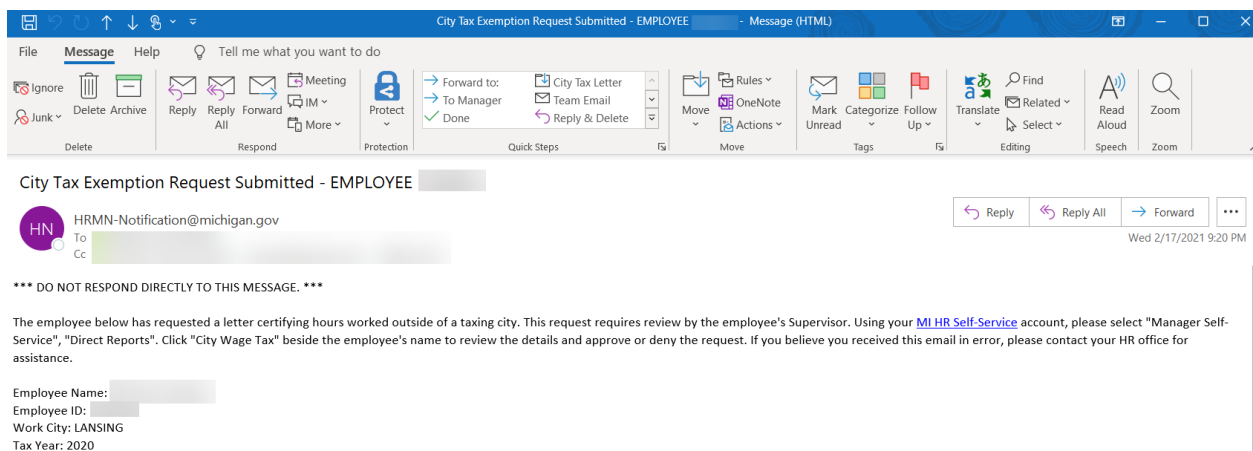 City Tax Exemption Request Submitted - EMPLOYEE - Message (HTML)
File Message Help Tell me what you want to do
Ignore
Junk
Delete
Archive
Delete
Reply
Reply All
Forward
Meeting
IM
More
Respond
Protect
Protection
Forward to:
To Manager
Done
City Tax Letter
Team Email
Reply & Delete
Quick Steps
Move
Rules
OneNote
Actions
Move
Mark Unread
Categorize
Follow Up
Tags
Translate
Find
Related
Select
Editing
Read Aloud
Speech
Zoom
Zoom
City Tax Exemption Request Submitted - EMPLOYEE
HN
HRMN-Notification@michigan.gov
To
Cc
Reply
Reply All
Forward
Wed 2/17/2021 9:20 PM
*** DO NOT RESPOND DIRECTLY TO THIS MESSAGE. ***
The employee below has requested a letter certifying hours worked outside of a taxing city. This request requires review by the employee's Supervisor. Using your MI HR Self-Service account, please select "Manager Self-
Service", "Direct Reports". Click "City Wage Tax" beside the employee's name to review the details and approve or deny the request. If you believe you received this email in error, please contact your HR office for
assistance.
Employee Name:
Employee ID:
Work City: LANSING
Tax Year: 2020